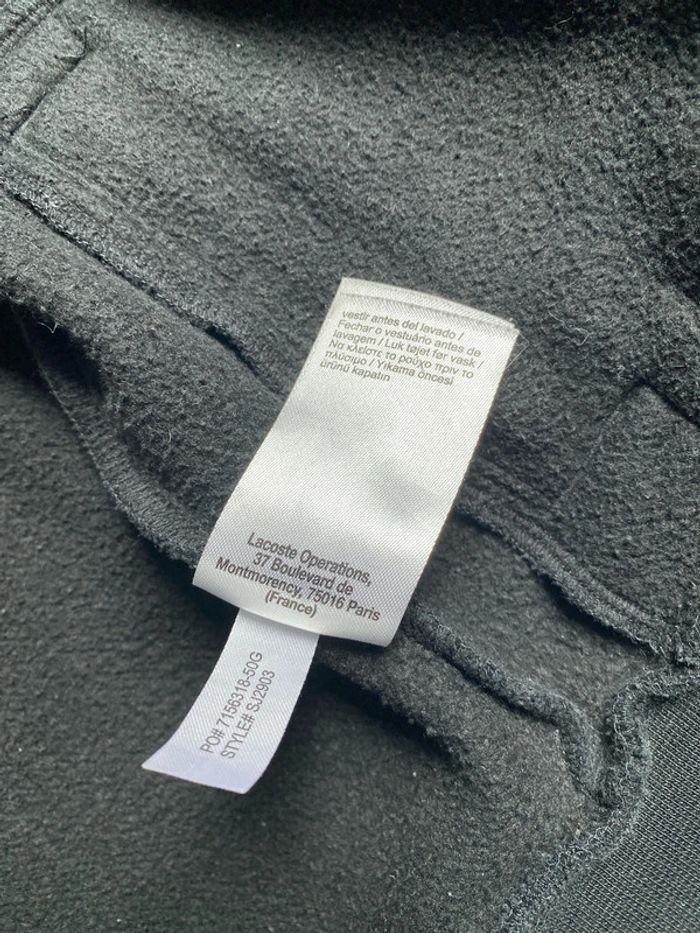 vestir antes del lavado /
Fechar o vestuário antes de
lavagem / Luk tøjet før vask /
Να κλείστε το ρούχο πριν το
πλύσιμο / Yıkama öncesi
ürünü kapatın
Lacoste Operations,
37 Boulevard de
Montmorency, 75016 Paris
(France)
PO# 7156318-50G
STYLE# SJ2903